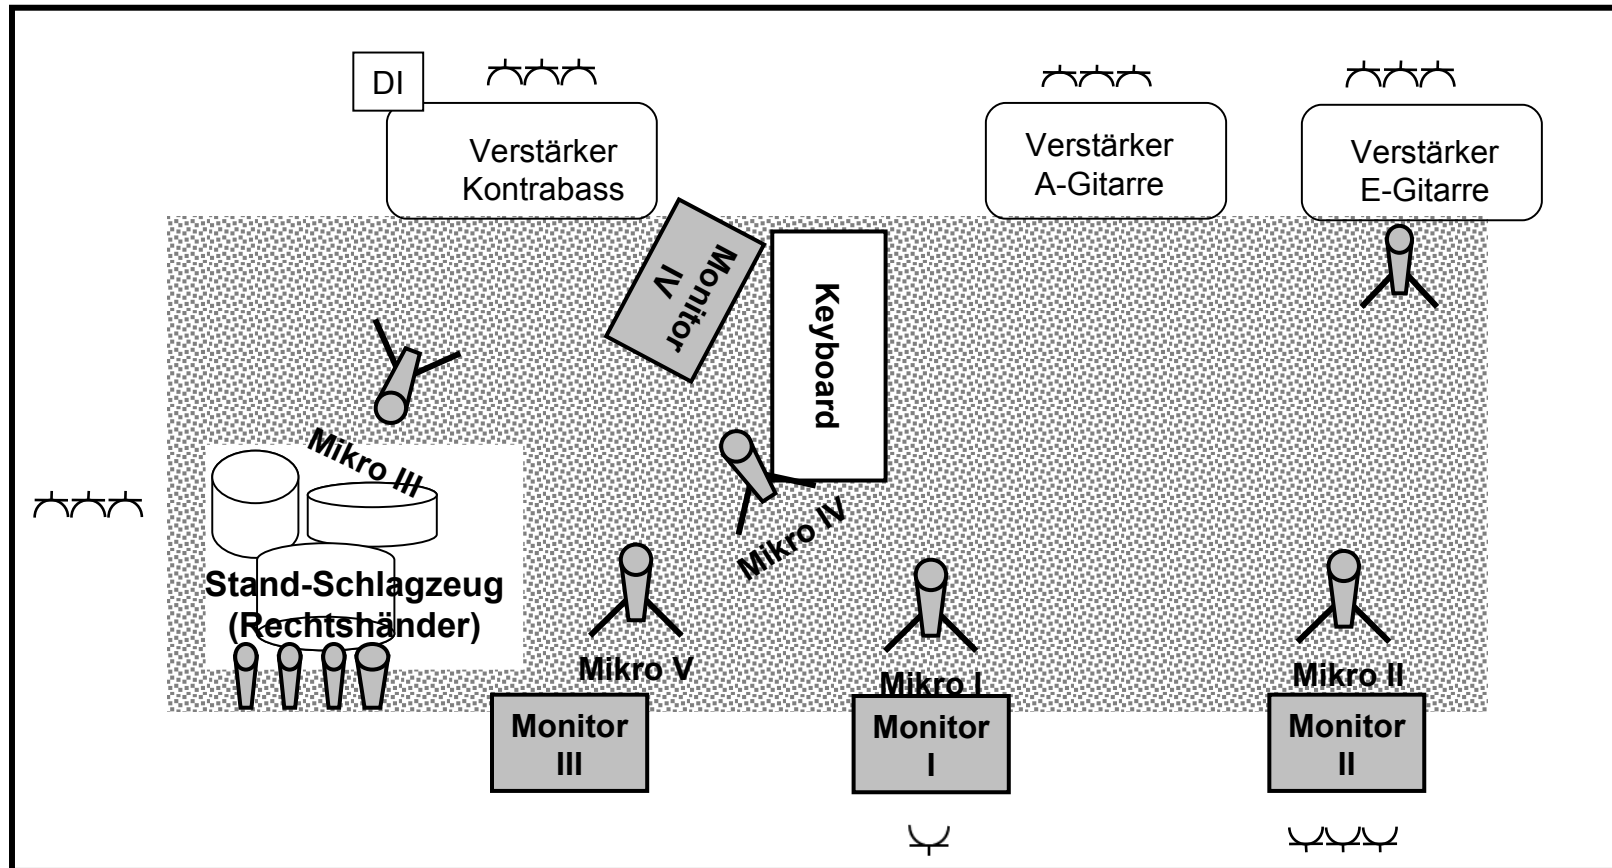 DI
Verstärker
Kontrabass
Verstärker
A-Gitarre
Verstärker
E-Gitarre
Monitor
IV
Keyboard
Mikro III
Mikro IV
Stand-Schlagzeug
(Rechtshänder)
Mikro V
Mikro I
Mikro II
Monitor
III
Monitor
I
Monitor
II